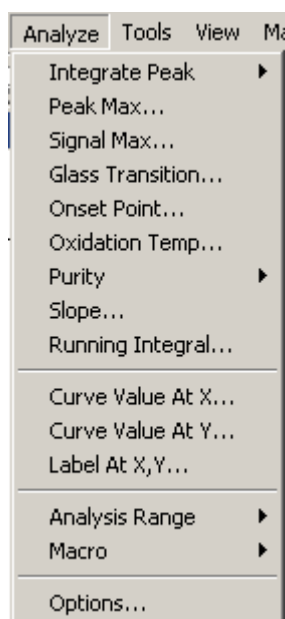 Analyze Tools View
Integrate Peak
Peak Max...
Signal Max...
Glass Transition...
Onset Point...
Oxidation Temp...
Purity
Slope...
Running Integral...
Curve Value At X...
Curve Value At Y...
Label At X,Y...
Analysis Range
Macro
Options...